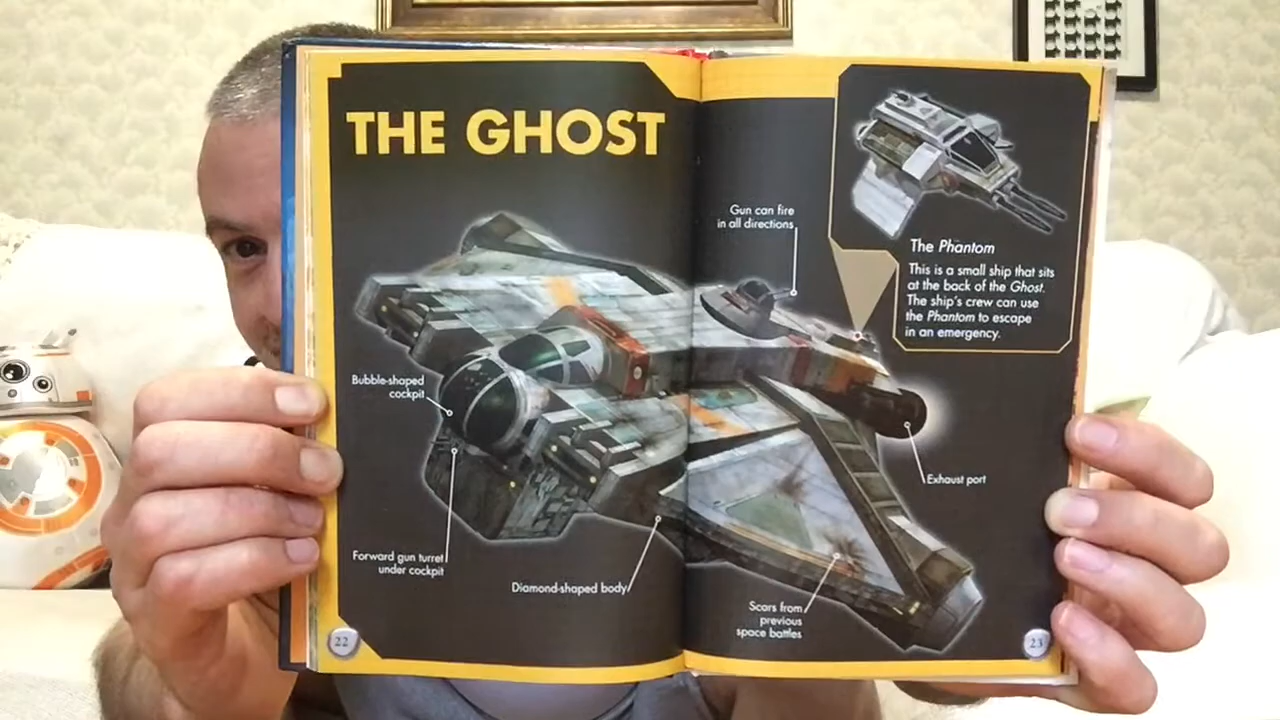 THE GHOST
Bubble-shaped
cockpit
Forward gun turret
under cockpit
Diamond-shaped body
22
Gun can fire
in all directions
The Phantom
This is a small ship that sits
at the back of the Ghost.
The ship's crew can use
the Phantom to escape
in an emergency.
Exhaust port
Scars from
previous
space battles
23